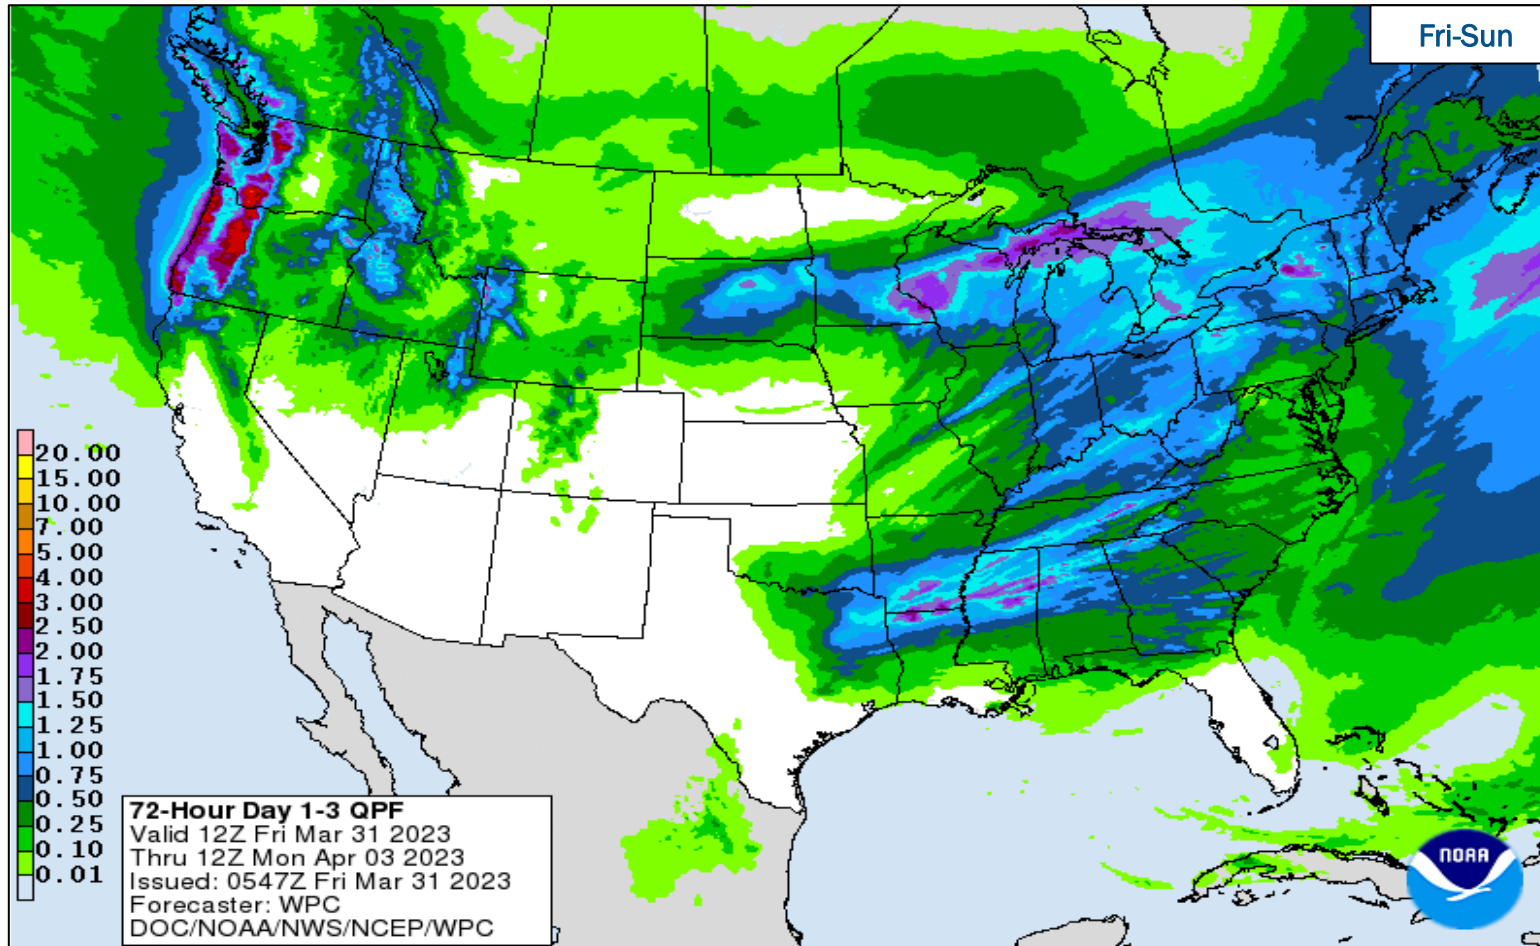 Fri-Sun
20.00
15.00
10.00
7.00
5.00
4.00
3.00
2.50
2.00
1.75
1.50
1.25
1.00
0.75
0.50
0.25
0.10
0.01
72-Hour Day 1-3 QPF
Valid 12Z Fri Mar 31 2023
Thru 12Z Mon Apr 03 2023
Issued: 0547Z Fri Mar 31 2023
Forecaster: WPC
DOC/NOAA/NWS/NCEP/WPC
NOAA